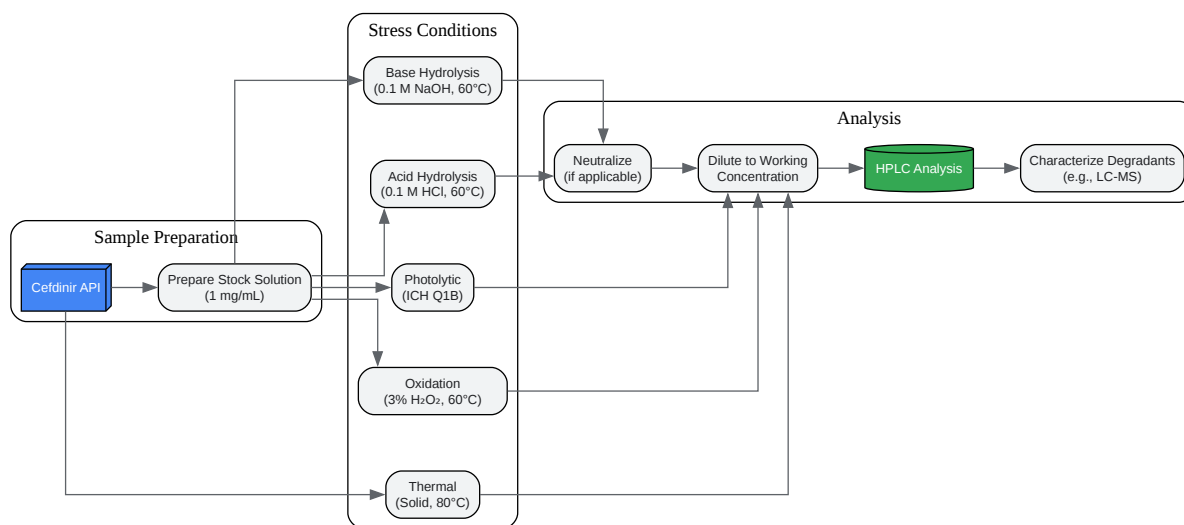 Stress Conditions
Base Hydrolysis
(0.1 M NaOH, 60°C)
Analysis
Neutralize
(if applicable)
Dilute to Working
Concentration
HPLC Analysis
Characterize Degradants
(e.g., LC-MS)
Acid Hydrolysis
(0.1 M HCl, 60°C)
Sample Preparation
Cefdinir API
Prepare Stock Solution
(1 mg/mL)
Photolytic
(ICH Q1B)
Oxidation
(3% H₂O₂, 60°C)
Thermal
(Solid, 80°C)